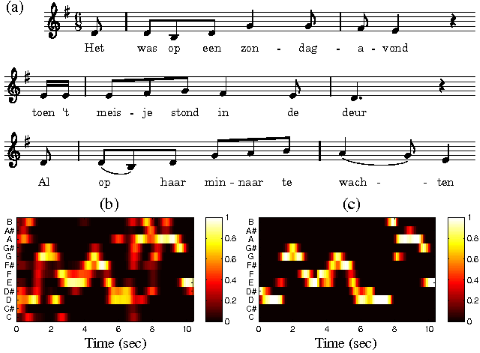 (a)
6
8
Het was op een zon- dag- a- vond
toen 't meis- je stond in de deur
Al op haar min- naar te wach- - ten
(b) (c)
B B
A# A#
A A
G# G#
G G
F# F#
F F
E E
D# D#
D D
C# C#
C C
0 2 4 6 8 10
0 2 4 6 8 10
1
0.8
0.6
0.4
0.2
0
1
0.8
0.6
0.4
0.2
0
Time (sec) Time (sec)